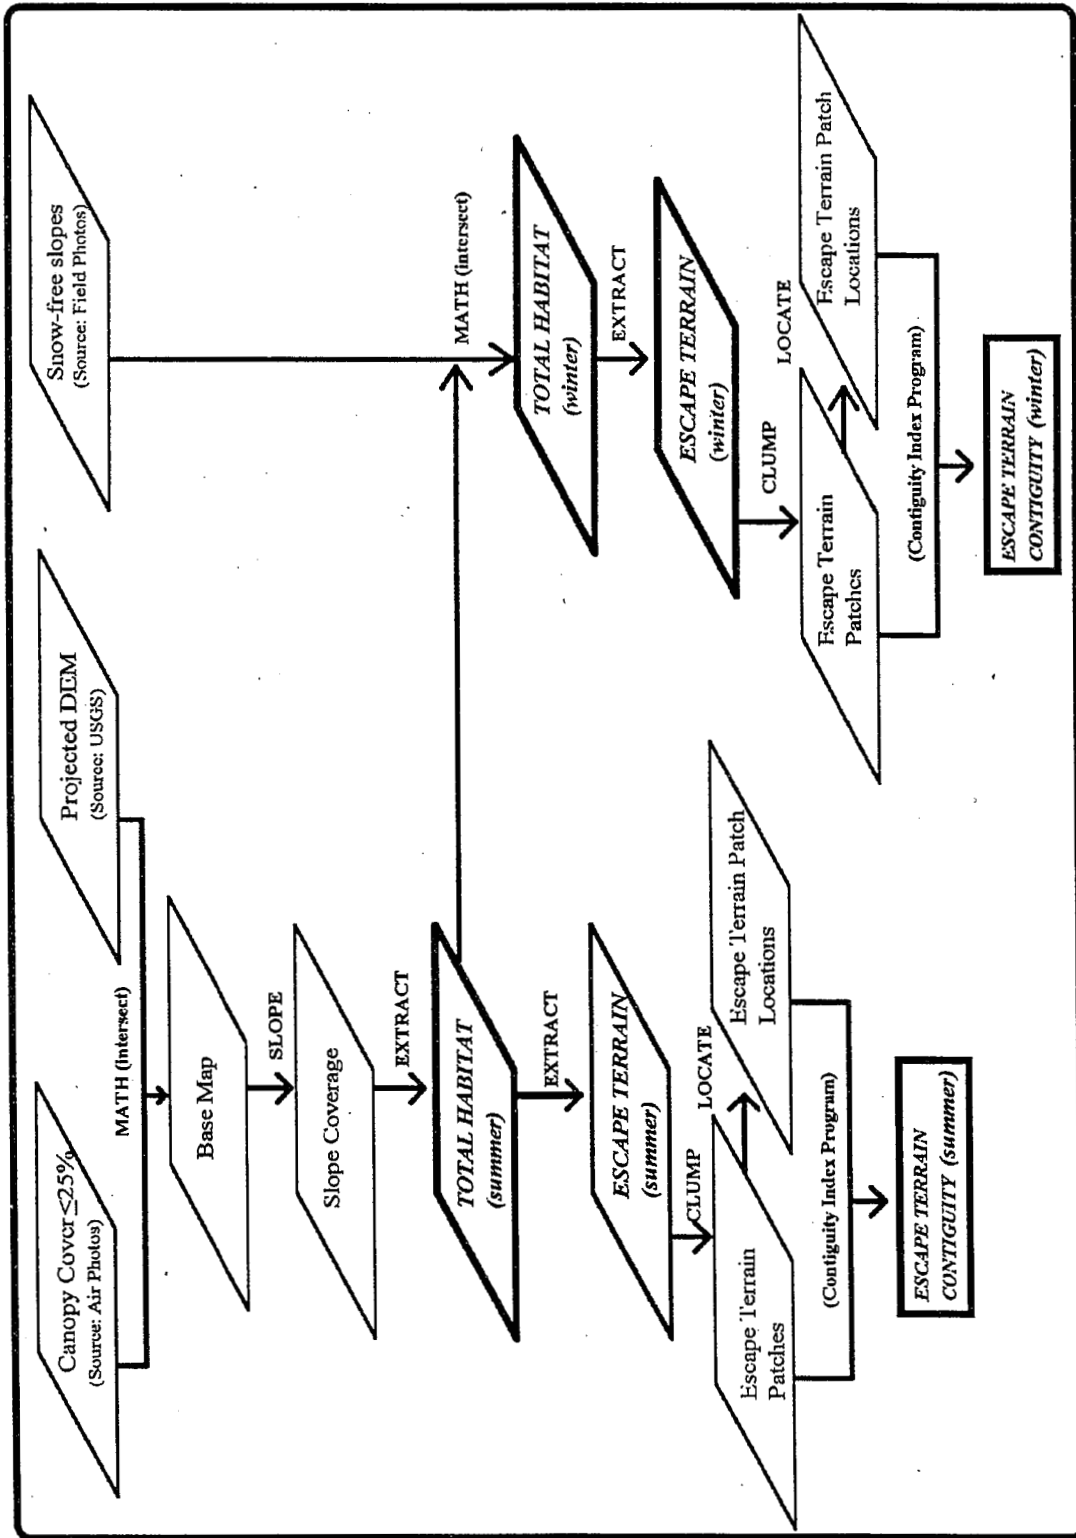 Canopy Cover≤25%
(Source: Air Photos)
Projected DEM
(Source: USGS)
Snow-free slopes
(Source: Field Photos)
MATH (intersect)
Base Map
SLOPE
Slope Coverage
EXTRACT
TOTAL HABITAT
(summer)
EXTRACT
ESCAPE TERRAIN
(summer)
CLUMP
LOCATE
Escape Terrain
Patches
Escape Terrain Patch
Locations
(Contiguity Index Program)
ESCAPE TERRAIN
CONTIGUITY (summer)
MATH (intersect)
TOTAL HABITAT
(winter)
EXTRACT
ESCAPE TERRAIN
(winter)
CLUMP
LOCATE
Escape Terrain
Patches
Escape Terrain Patch
Locations
(Contiguity Index Program)
ESCAPE TERRAIN
CONTIGUITY (winter)